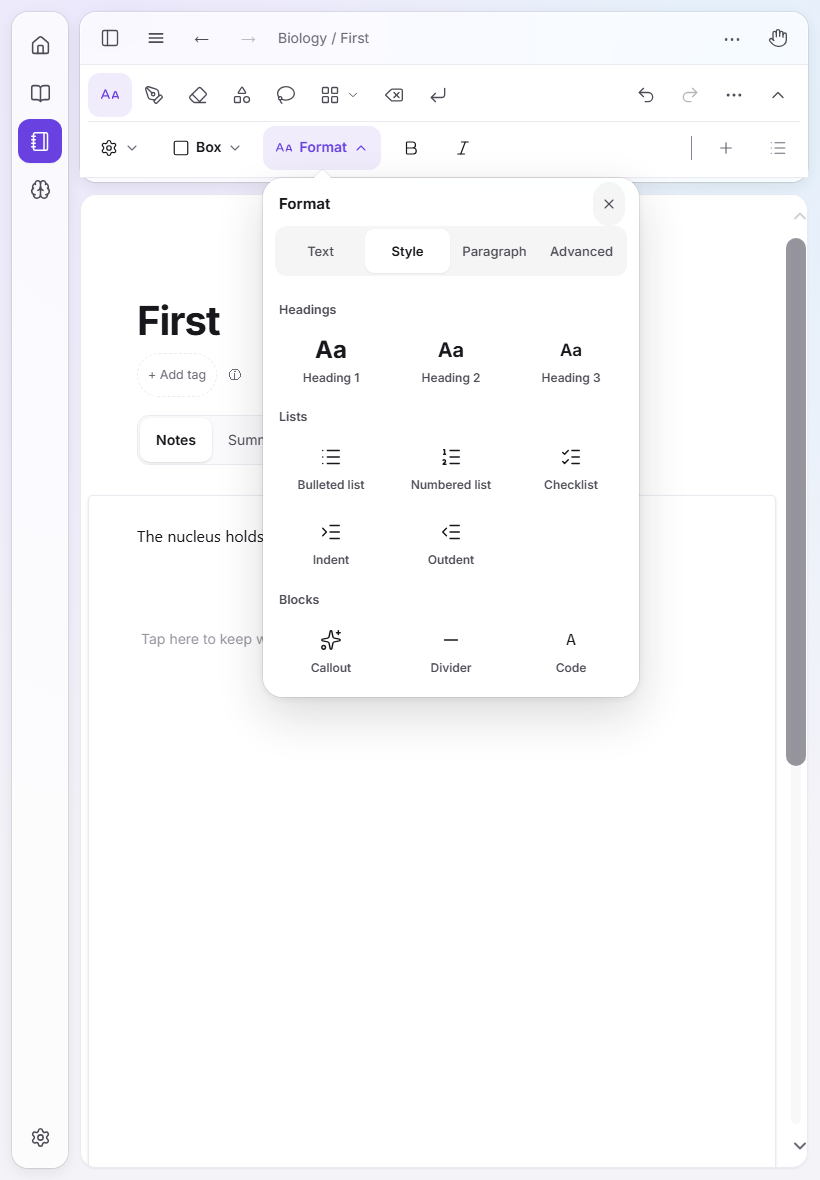 Biology / First
Box
Format
B
I
Format
Text
Style
Paragraph
Advanced
First
Headings
Aa
Aa
Aa
Heading 1
Heading 2
Heading 3
+ Add tag
Lists
Notes
Summ
Bulleted list
Numbered list
Checklist
The nucleus holds
Indent
Outdent
Blocks
Tap here to keep w
A
Callout
Divider
Code